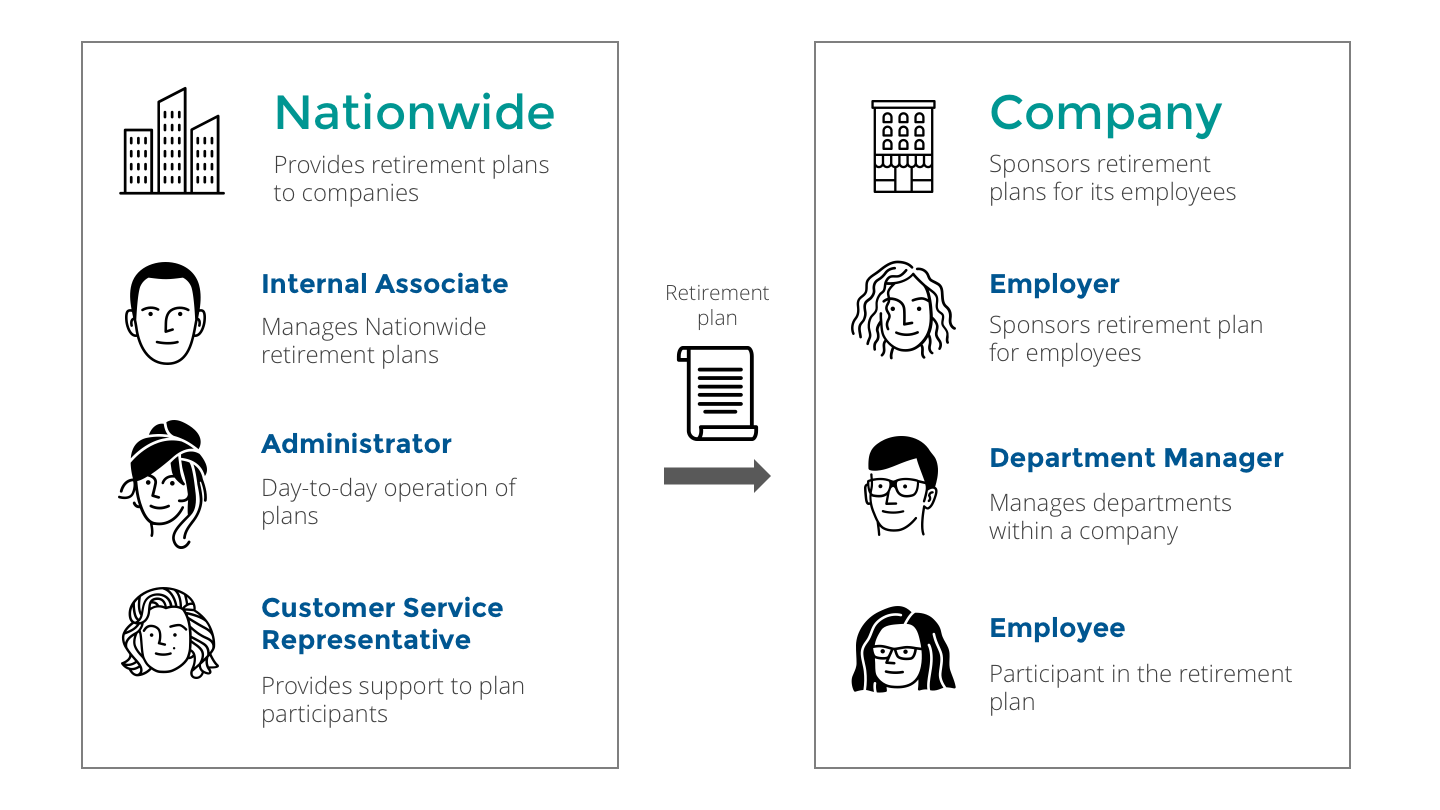 Nationwide
Provides retirement plans
to companies
Internal Associate
Manages Nationwide
retirement plans
Administrator
Day-to-day operation of
plans
Customer Service
Representative
Provides support to plan
participants
Retirement
plan
Company
Sponsors retirement
plans for its employees
Employer
Sponsors retirement plan
for employees
Department Manager
Manages departments
within a company
Employee
Participant in the retirement
plan